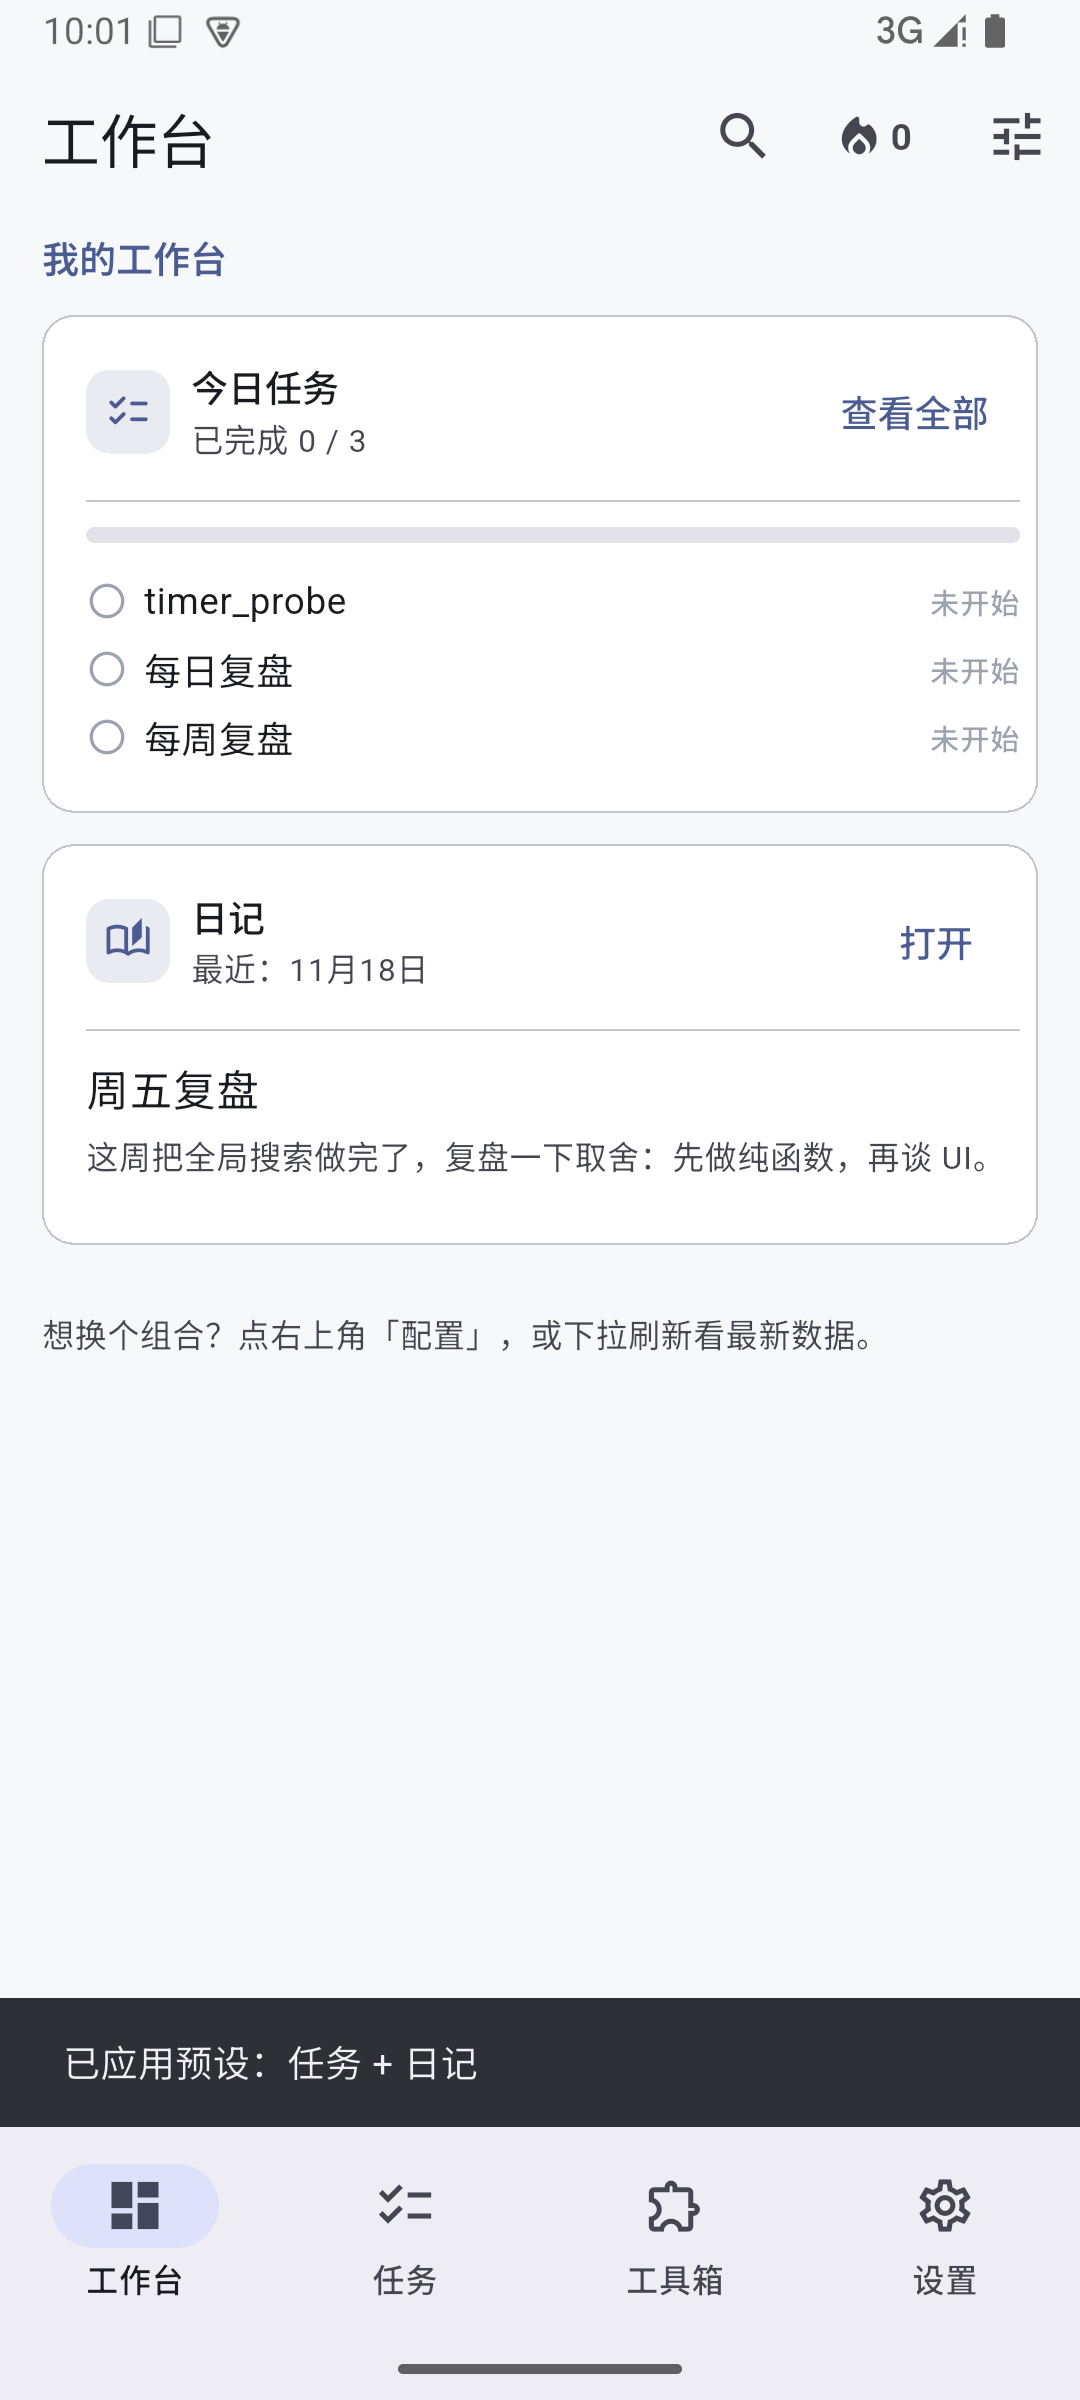 10:01
3G
工作台
0
我的工作台
今日任务
已完成 0 / 3
查看全部
timer_probe
未开始
每日复盘
未开始
每周复盘
未开始
日记
最近：11月18日
打开
周五复盘
这周把全局搜索做完了，复盘一下取舍：先做纯函数，再谈 UI。
想换个组合？点右上角「配置」，或下拉刷新看最新数据。
已应用预设：任务 + 日记
工作台
任务
工具箱
设置